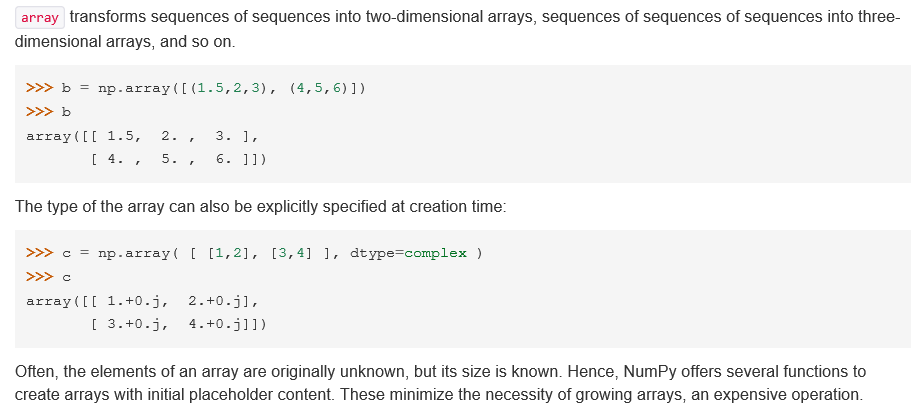 array transforms sequences of sequences into two-dimensional arrays, sequences of sequences of sequences into three-
dimensional arrays, and so on.
>>> b = np.array([(1.5,2,3), (4,5,6)])
>>> b
array([[ 1.5,  2. ,  3. ],
       [ 4. ,  5. ,  6. ]])
The type of the array can also be explicitly specified at creation time:
>>> c = np.array( [ [1,2], [3,4] ], dtype=complex )
>>> c
array([[ 1.+0.j,  2.+0.j],
       [ 3.+0.j,  4.+0.j]])
Often, the elements of an array are originally unknown, but its size is known. Hence, NumPy offers several functions to
create arrays with initial placeholder content. These minimize the necessity of growing arrays, an expensive operation.